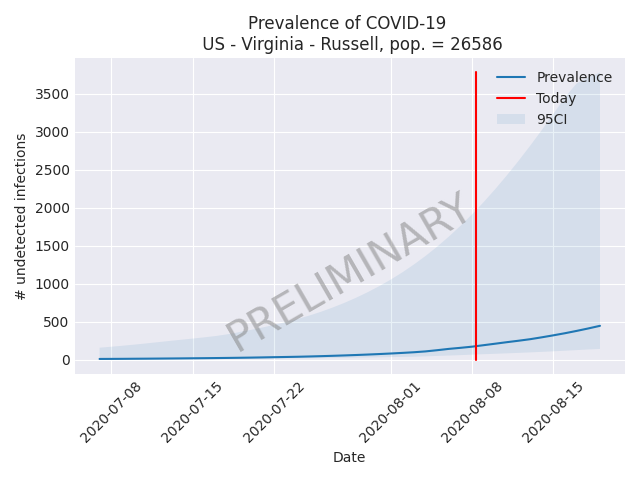 Prevalence of COVID-19
US - Virginia - Russell, pop. = 26586
Prevalence
Today
95CI
3500
3000
2500
2000
1500
1000
500
0
# undetected infections
PRELIMINARY
2020-07-08
2020-07-15
2020-07-22
2020-08-01
2020-08-08
2020-08-15
Date